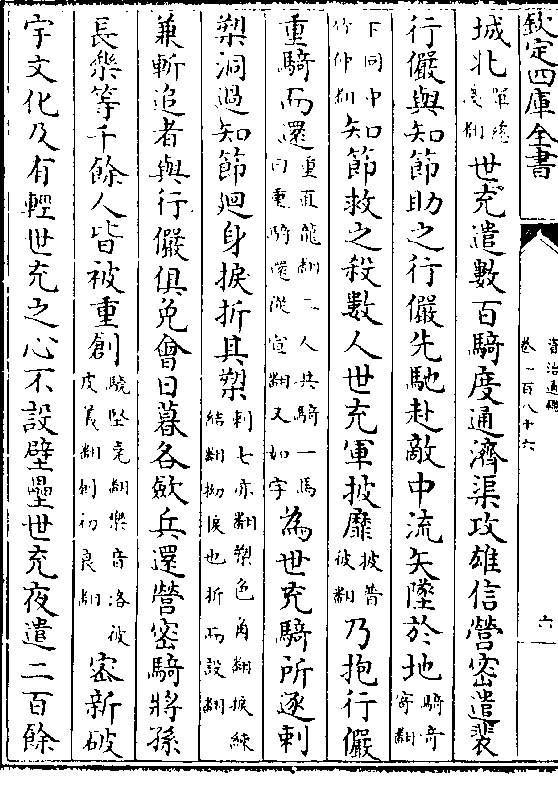 欽定四庫全書
資治通鑑
卷一百八十六
六
城北單慈良翻世充遣數百騎度通濟渠攻雄信營密遣裴
行儼與知節助之行儼先馳赴敵中流矢墜於地騎奇寄翻
下同中竹仲翻知節救之殺數人世充軍披靡披普彼翻乃抱行儼
重騎而還重直龍翻二人共騎一馬曰重騎還從宣翻又如字為世充騎所逐刺
槊洞過知節廻身捩折其槊刺七亦翻槊色角翻捩練結翻拗捩也折而設翻
兼斬追者與行儼俱免會日暮各斂兵還營密騎將孫
長樂等千餘人皆被重創驍堅堯翻樂音洛被皮義翻創初良翻密新破
宇文化及有輕世充之心不設壁壘世充夜遣二百餘